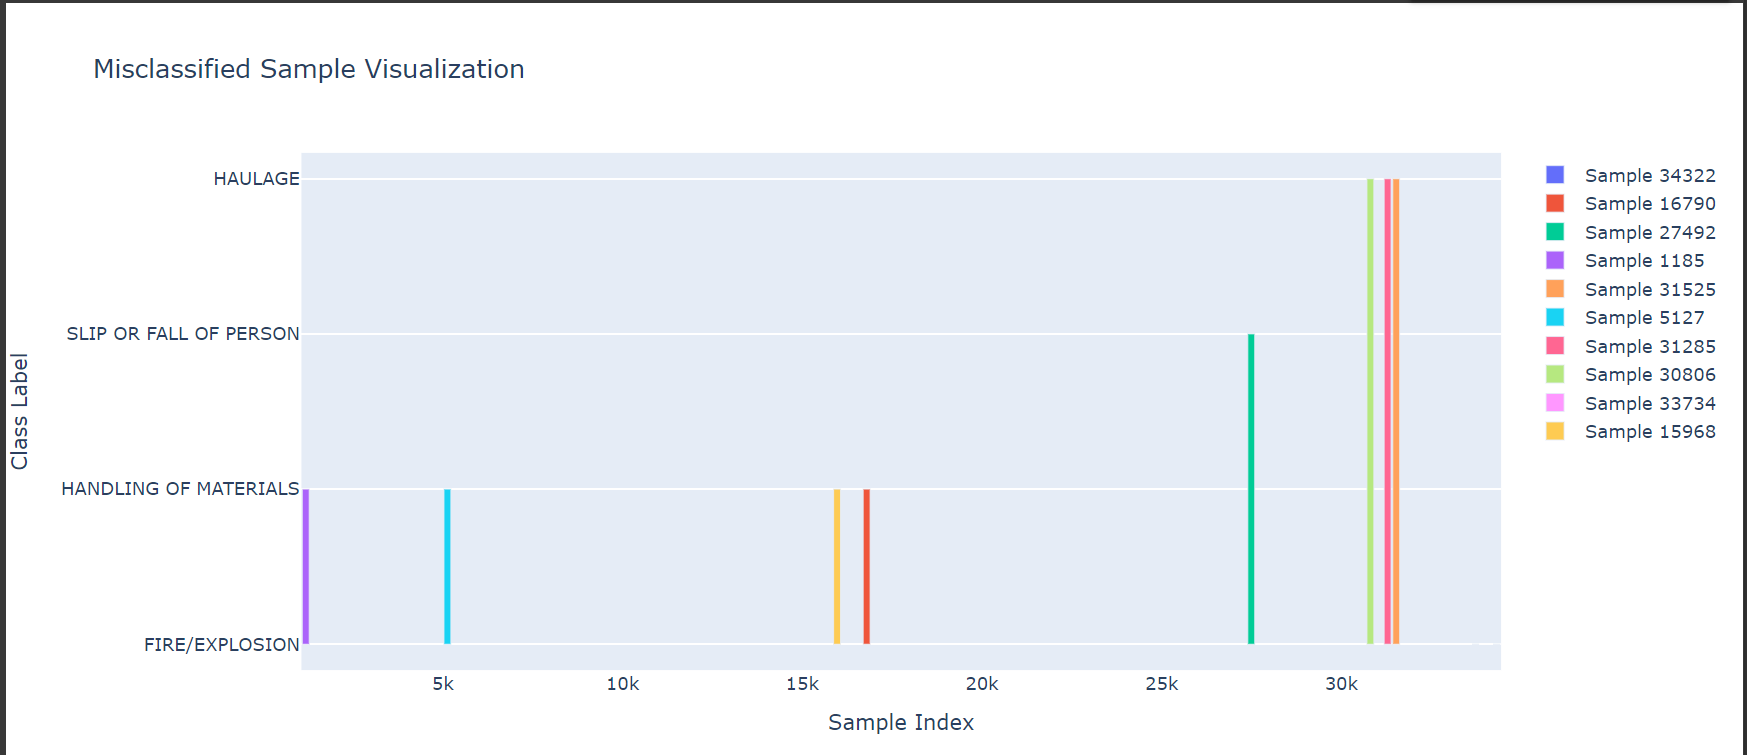 Misclassified Sample Visualization
HAULAGE
SLIP OR FALL OF PERSON
HANDLING OF MATERIALS
FIRE/EXPLOSION
Class Label
5k
10k
15k
20k
25k
30k
Sample Index
Sample 34322
Sample 16790
Sample 27492
Sample 1185
Sample 31525
Sample 5127
Sample 31285
Sample 30806
Sample 33734
Sample 15968